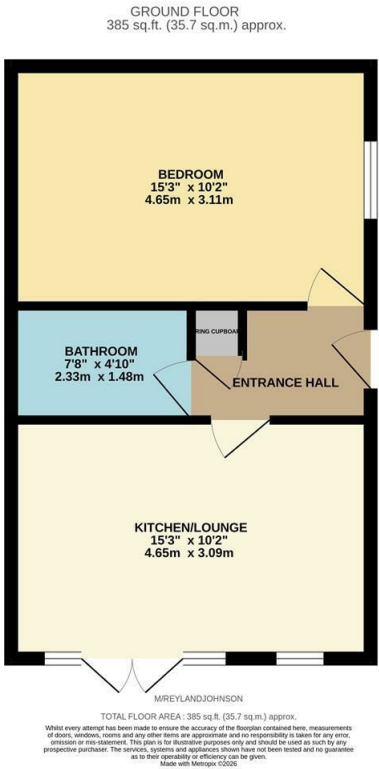 GROUND FLOOR
385 sq.ft. (35.7 sq.m.) approx.
BEDROOM
15'3" x 10'2"
4.65m x 3.11m
RING CUPBOAR
BATHROOM
7'8" x 4'10"
2.33m x 1.48m
ENTRANCE HALL
KITCHEN/LOUNGE
15'3" x 10'2"
4.65m x 3.09m
M/REYLANDJOHNSON
TOTAL FLOOR AREA : 385 sq.ft. (35.7 sq.m.) approx.
Whilst every attempt has been made to ensure the accuracy of the floorplan contained here, measurements
of doors, windows, rooms and any other items are approximate and no responsibility is taken for any error,
omission or mis-statement. This plan is for illustrative purposes only and should be used as such by any
prospective purchaser. The services, systems and appliances shown have not been tested and no guarantee
as to their operability or efficiency can be given.
Made with Metropix ©2026